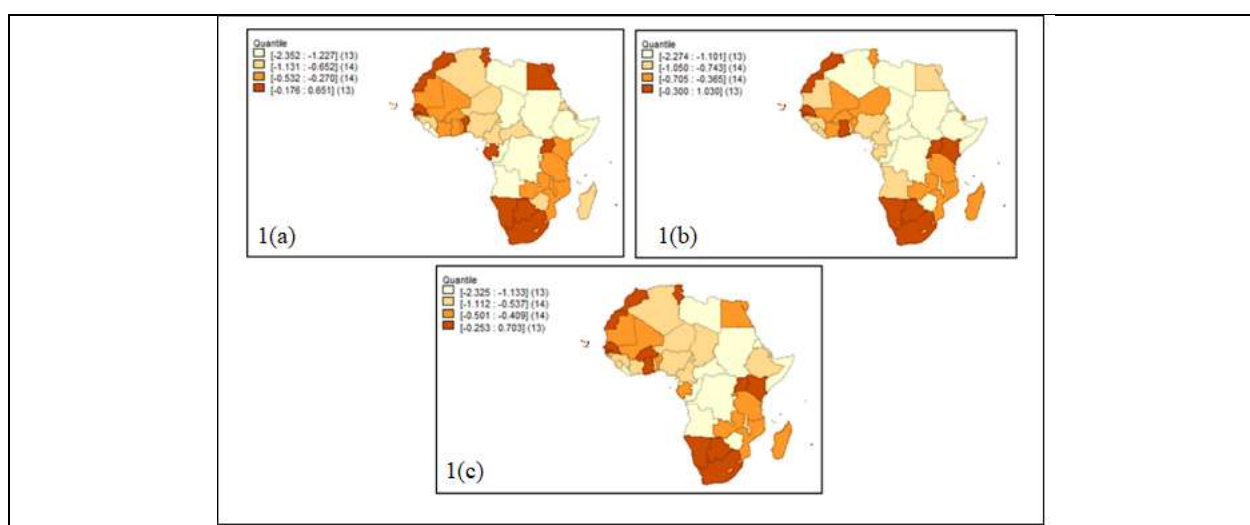 Quantile
[-2.352 : -1.227] (13)
[-1.131 : -0.652] (14)
[-0.532 : -0.270] (14)
[-0.176 : 0.651] (13)
1(a)
Quantile
[-2.274 : -1.101] (13)
[-1.050 : -0.743] (14)
[-0.705 : -0.365] (14)
[-0.300 : 1.030] (13)
1(b)
Quantile
[-2.325 : -1.133] (13)
[-1.112 : -0.537] (14)
[-0.501 : -0.409] (14)
[-0.253 : 0.703] (13)
1(c)